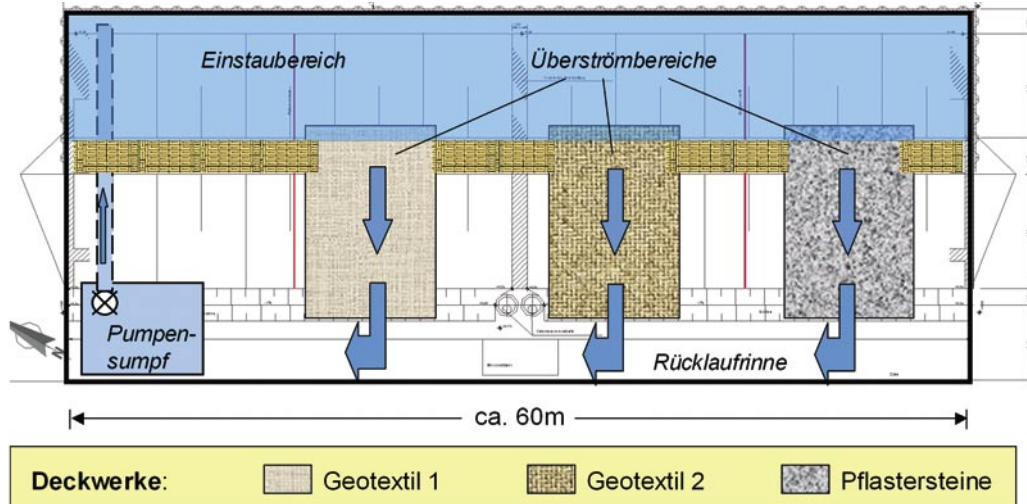 Einstaubereich
Überströmbereiche
Pumpen-
sumpf
Rücklaufrinne
N
ca. 60m
Deckwerke:
Geotextil 1
Geotextil 2
Pflastersteine